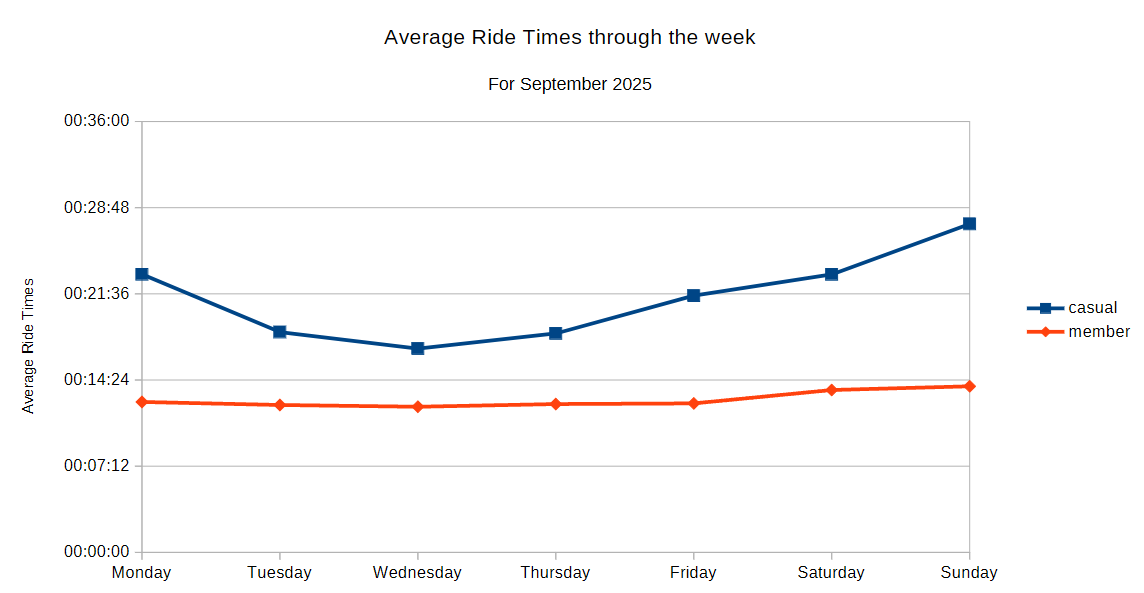 Average Ride Times through the week
For September 2025
00:36:00
00:28:48
00:21:36
00:14:24
00:07:12
00:00:00
Average Ride Times
Monday Tuesday Wednesday Thursday Friday Saturday Sunday
casual
member